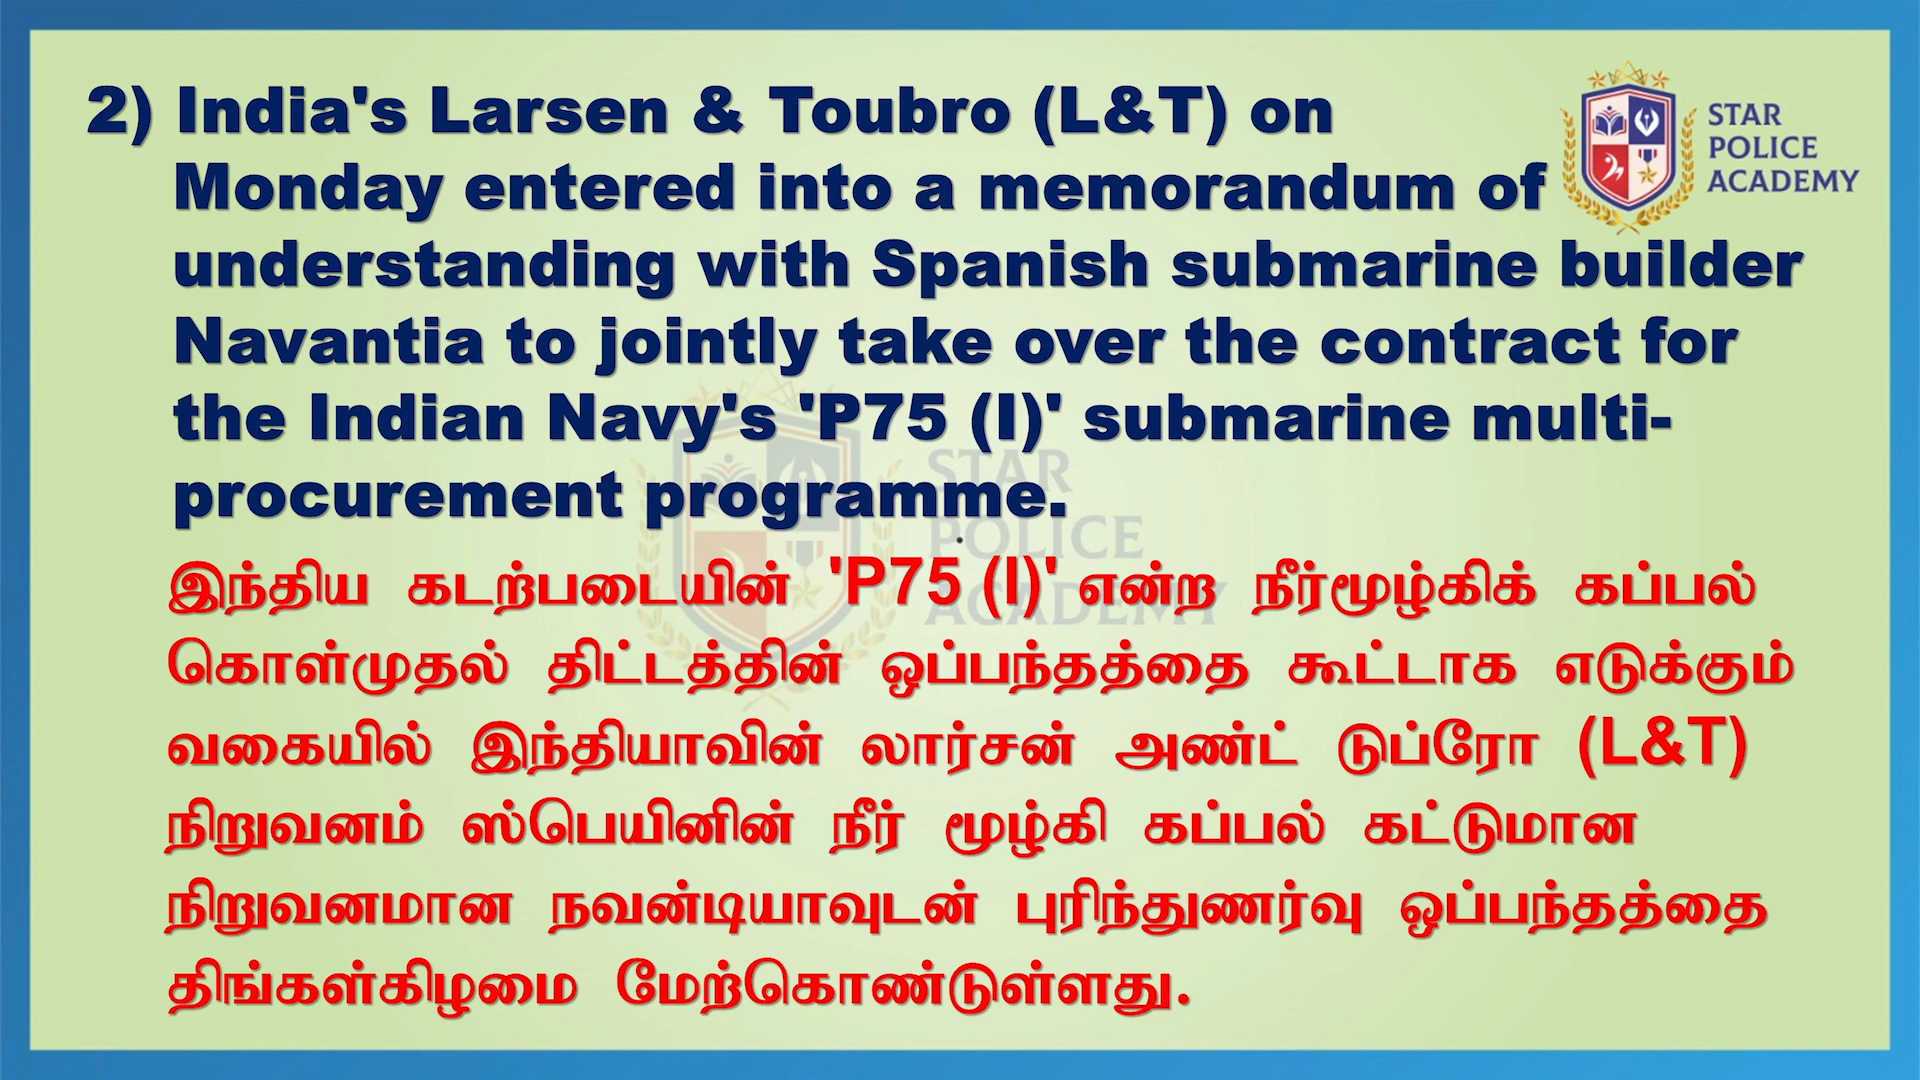 2) India's Larsen & Toubro (L&T) on
Monday entered into a memorandum of
understanding with Spanish submarine builder
Navantia to jointly take over the contract for
the Indian Navy's 'P75 (I)' submarine multi-
procurement programme.
இந்திய கடற்படையின் 'P75 (I)' என்ற நீர்மூழ்கிக் கப்பல்
கொள்முதல் திட்டத்தின் ஒப்பந்தத்தை கூட்டாக எடுக்கும்
வகையில் இந்தியாவின் லார்சன் அண்ட் டுப்ரோ (L&T)
நிறுவனம் ஸ்பெயினின் நீர் மூழ்கி கப்பல் கட்டுமான
நிறுவனமான நவன்டியாவுடன் புரிந்துணர்வு ஒப்பந்தத்தை
திங்கள்கிழமை மேற்கொண்டுள்ளது.
STAR
POLICE
ACADEMY
STAR
POLICE
ACADEMY